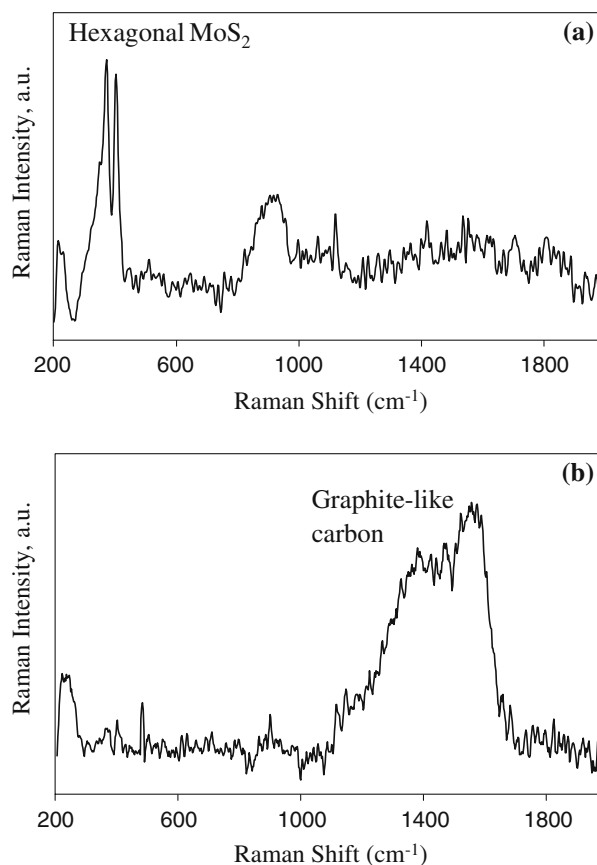 Hexagonal MoS₂
(a)
Raman Intensity, a.u.
200 600 1000 1400 1800
Raman Shift (cm⁻¹)
(b)
Graphite-like
carbon
Raman Intensity, a.u.
200 600 1000 1400 1800
Raman Shift (cm⁻¹)